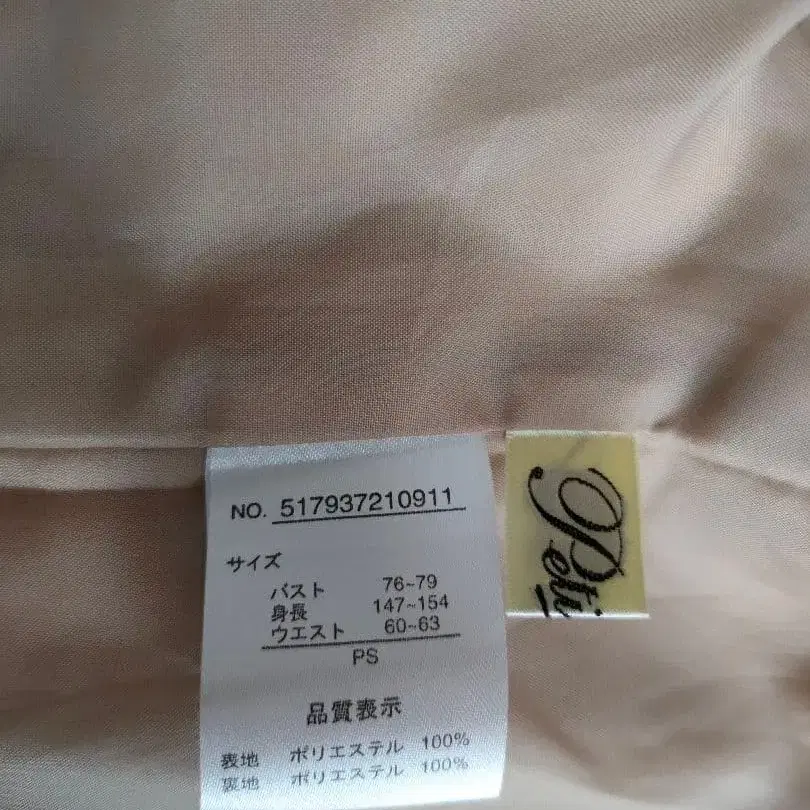 NO. 517937210911
サイズ
バスト 76~79
身長 147~154
ウエスト 60~63
PS
品質表示
表地 ポリエステル 100%
裏地 ポリエステル 100%